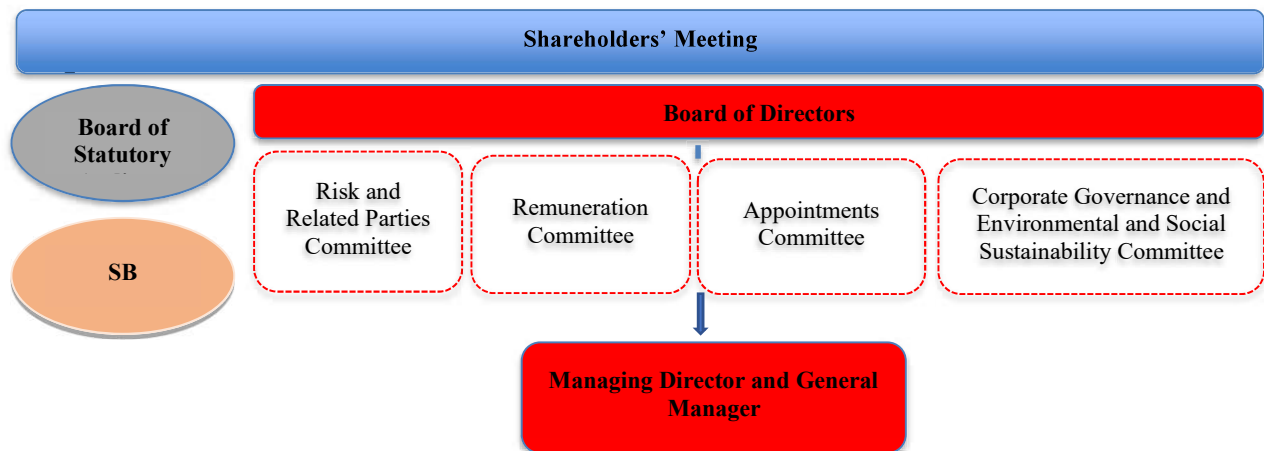 Shareholders’ Meeting
Board of
Statutory
Board of Directors
Risk and
Related Parties
Committee
Remuneration
Committee
Appointments
Committee
Corporate Governance and
Environmental and Social
Sustainability Committee
SB
Managing Director and General
Manager